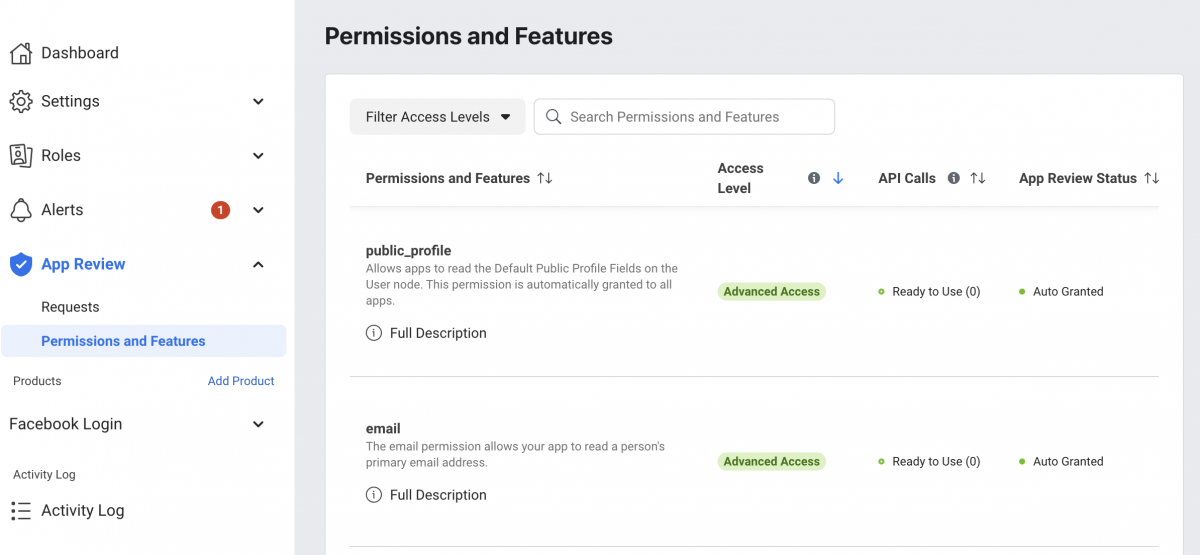 Dashboard
Settings
Roles
Alerts
1
App Review
Requests
Permissions and Features
Products
Add Product
Facebook Login
Activity Log
Activity Log
Permissions and Features
Filter Access Levels
Search Permissions and Features
Permissions and Features
Access
Level
API Calls
App Review Status
public_profile
Allows apps to read the Default Public Profile Fields on the
User node. This permission is automatically granted to all
apps.
Full Description
Advanced Access
Ready to Use (0)
Auto Granted
email
The email permission allows your app to read a person's
primary email address.
Full Description
Advanced Access
Ready to Use (0)
Auto Granted